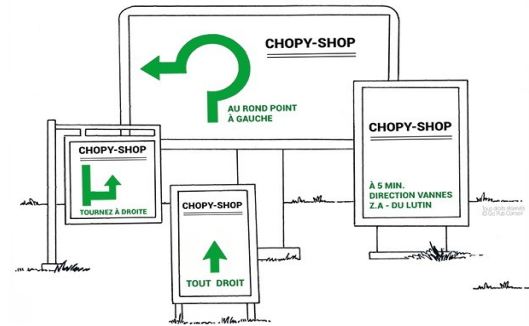 CHOPY-SHOP
AU ROND POINT
À GAUCHE
CHOPY-SHOP
À 5 MIN.
DIRECTION VANNES
Z.A - DU LUTIN
CHOPY-SHOP
TOURNEZ À DROITE
CHOPY-SHOP
TOUT DROIT